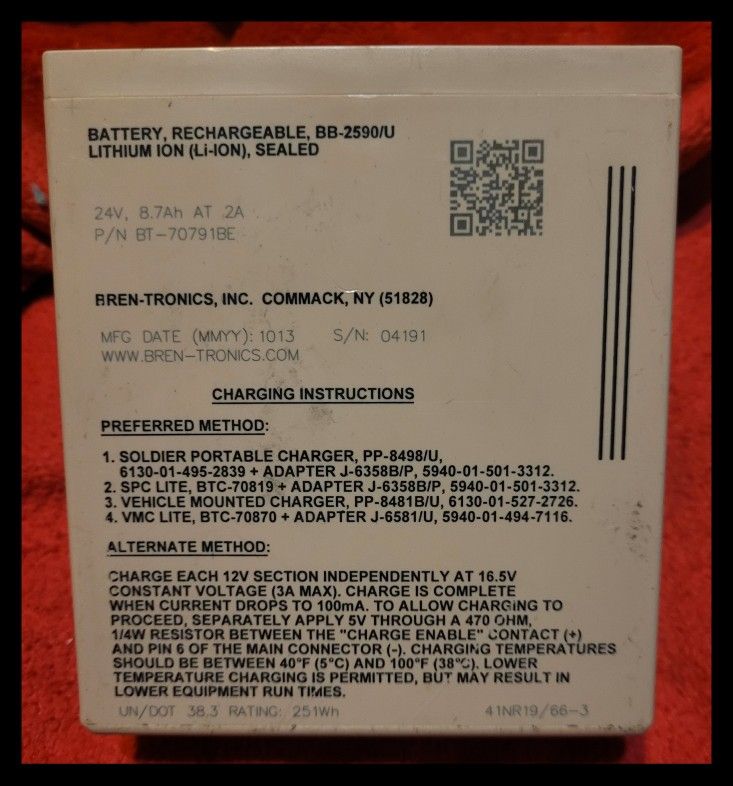 BATTERY, RECHARGEABLE, BB-2590/U
LITHIUM ION (Li-ION), SEALED
24V, 8.7Ah AT .2A
P/N BT-70791BE
BREN-TRONICS, INC. COMMACK, NY (51828)
MFG DATE (MMYY): 1013 S/N: 04191
WWW.BREN-TRONICS.COM
CHARGING INSTRUCTIONS
PREFERRED METHOD:
1. SOLDIER PORTABLE CHARGER, PP-8498/U,
6130-01-495-2839 + ADAPTER J-6358B/P, 5940-01-501-3312.
2. SPC LITE, BTC-70819 + ADAPTER J-6358B/P, 5940-01-501-3312.
3. VEHICLE MOUNTED CHARGER, PP-8481B/U, 6130-01-527-2726.
4. VMC LITE, BTC-70870 + ADAPTER J-6581/U, 5940-01-494-7116.
ALTERNATE METHOD:
CHARGE EACH 12V SECTION INDEPENDENTLY AT 16.5V
CONSTANT VOLTAGE (3A MAX). CHARGE IS COMPLETE
WHEN CURRENT DROPS TO 100mA. TO ALLOW CHARGING TO
PROCEED, SEPARATELY APPLY 5V THROUGH A 470 OHM,
1/4W RESISTOR BETWEEN THE "CHARGE ENABLE" CONTACT (+)
AND PIN 6 OF THE MAIN CONNECTOR (-). CHARGING TEMPERATURES
SHOULD BE BETWEEN 40°F (5°C) AND 100°F (38°C). LOWER
TEMPERATURE CHARGING IS PERMITTED, BUT MAY RESULT IN
LOWER EQUIPMENT RUN TIMES.
UN/DOT 38.3 RATING: 251Wh 41NR19/66-3